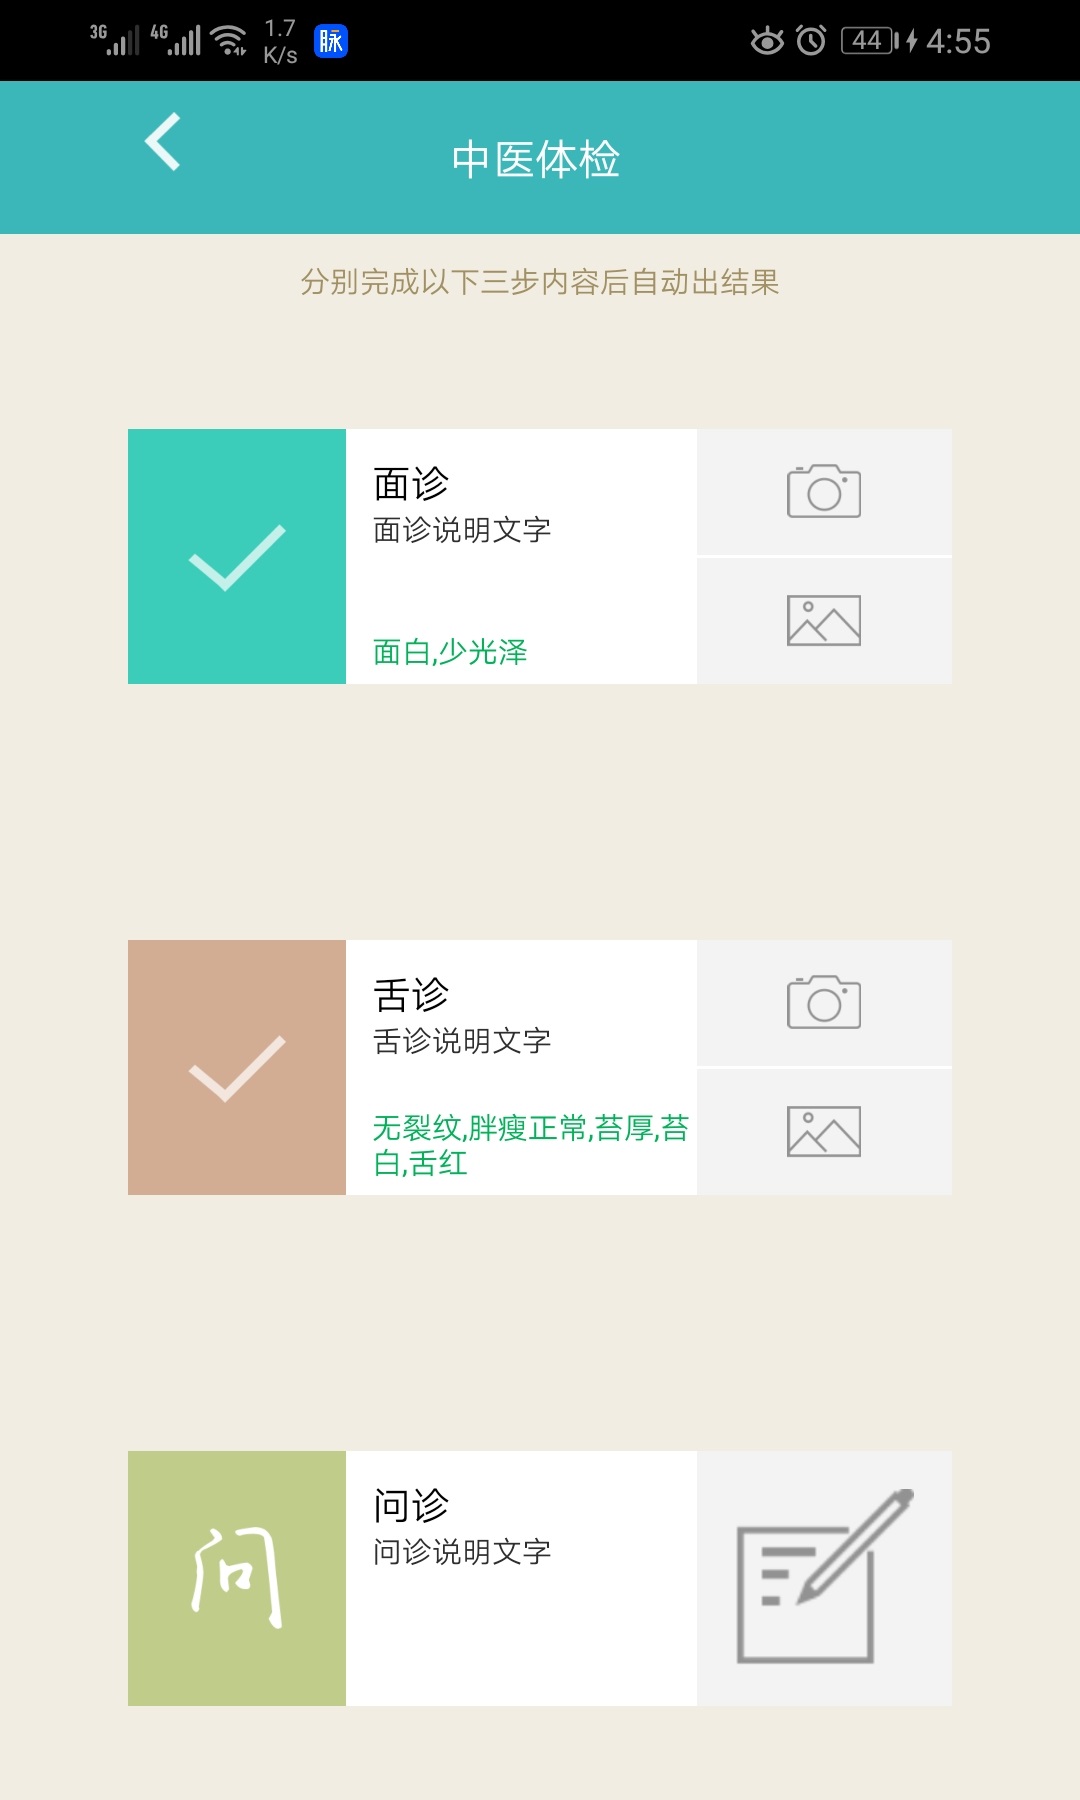 3G 4G 1.7 K/s 脉 44 4:55
中医体检
分别完成以下三步内容后自动出结果
面诊
面诊说明文字
面白,少光泽
舌诊
舌诊说明文字
无裂纹,胖瘦正常,苔厚,苔
白,舌红
问
问诊
问诊说明文字